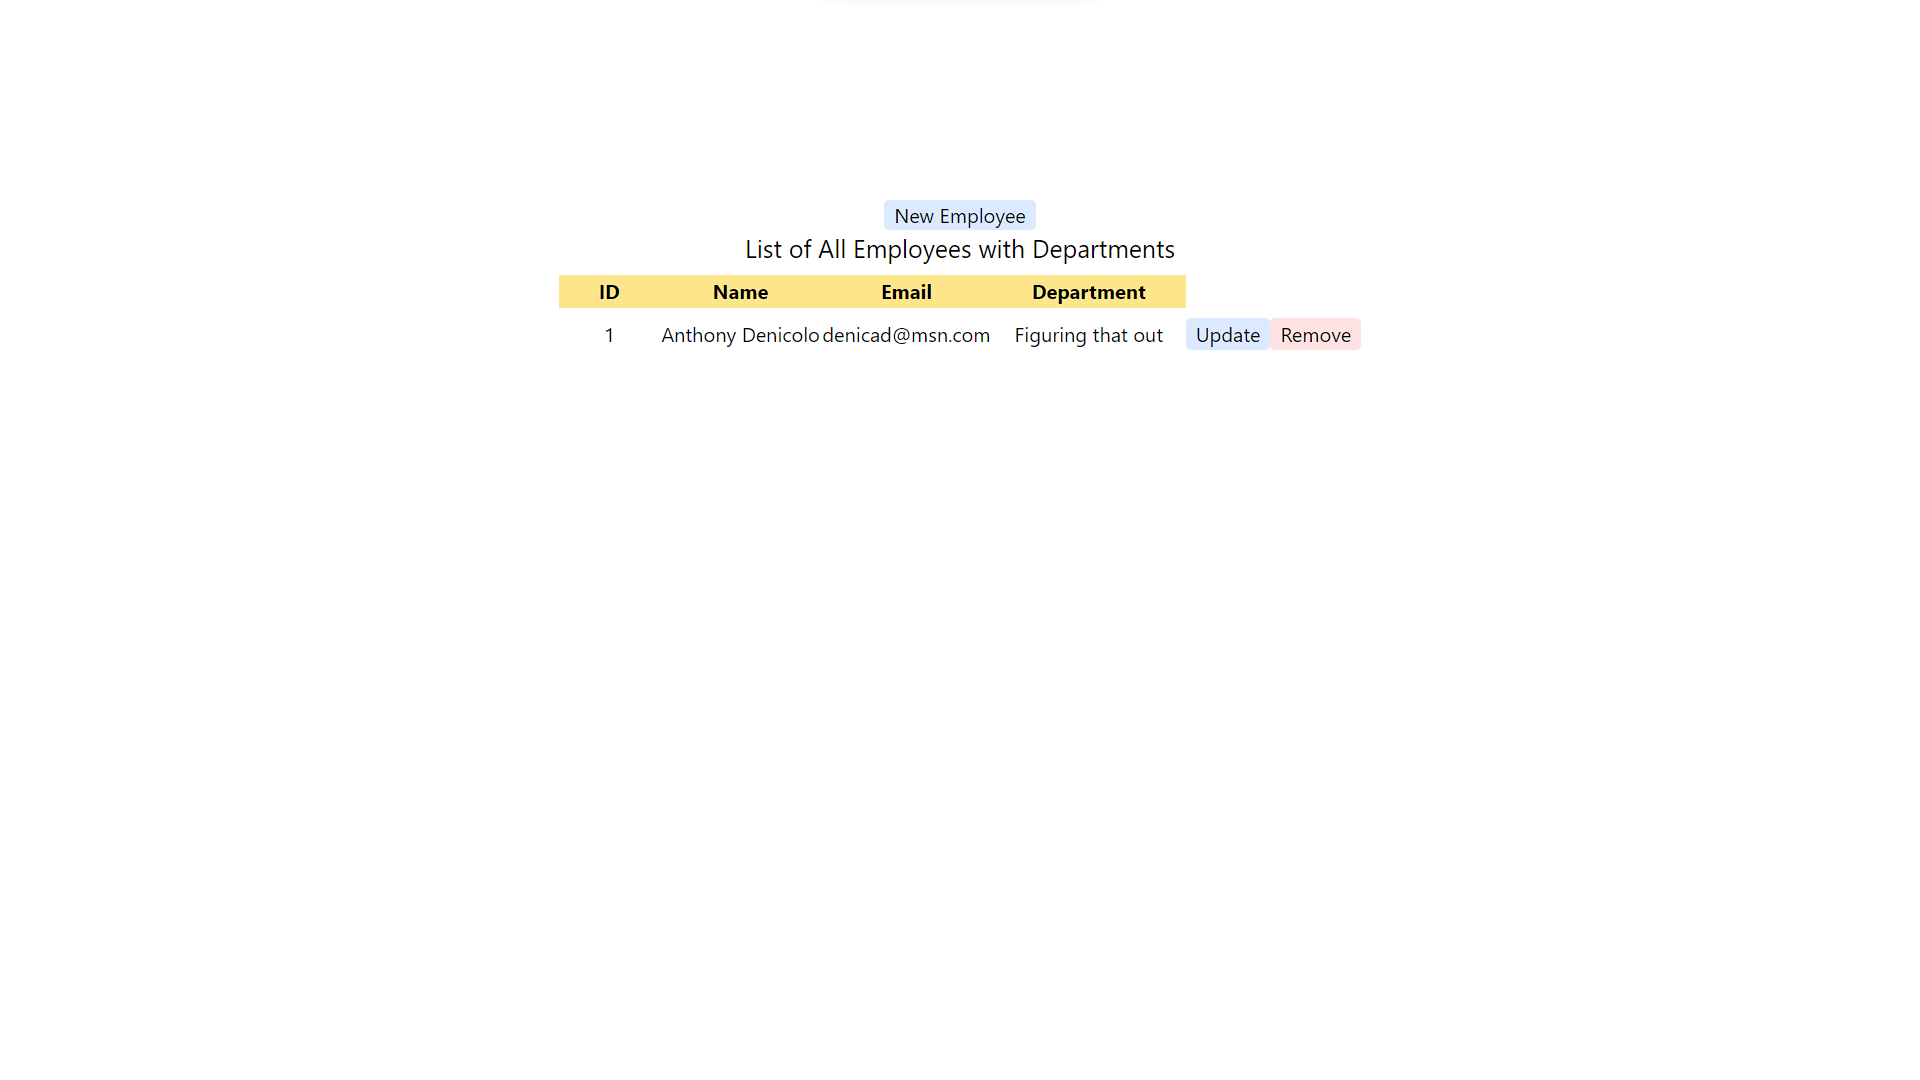 New Employee
List of All Employees with Departments
ID Name Email Department
1 Anthony Denicolo denicad@msn.com Figuring that out Update Remove